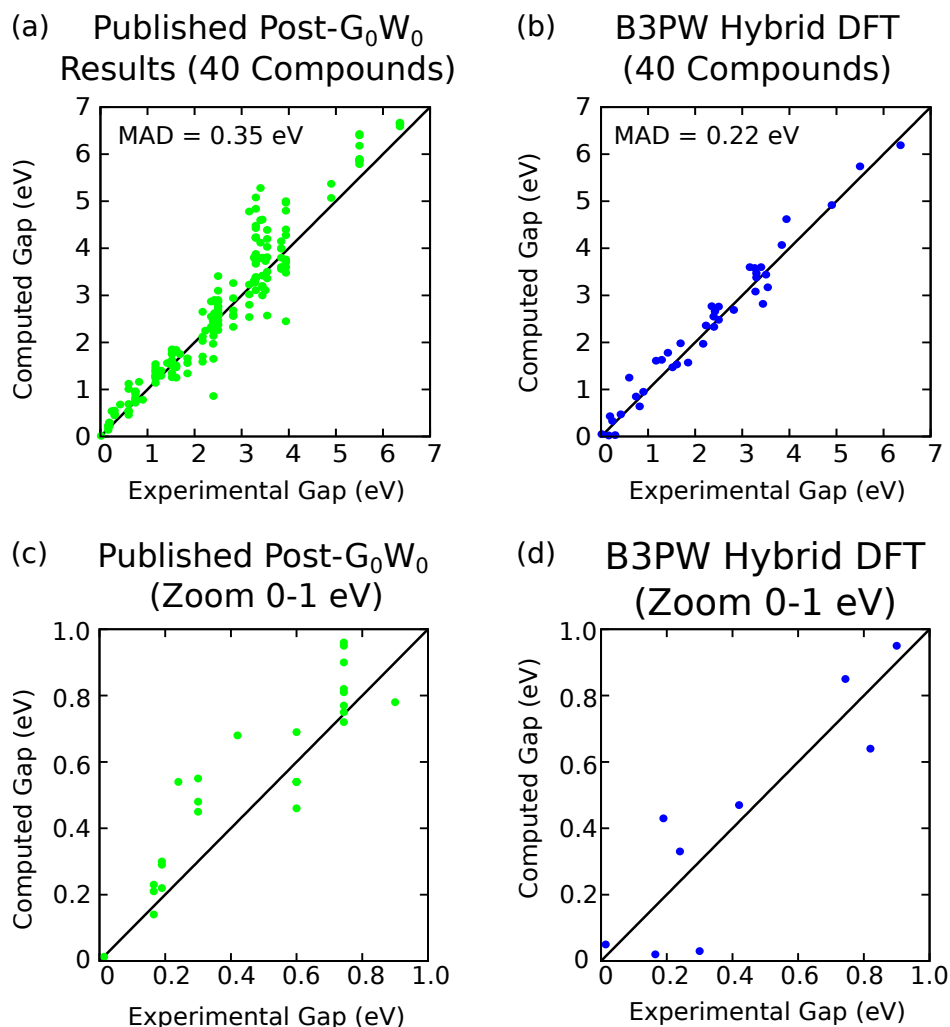 (a) Published Post-G₀W₀
Results (40 Compounds)
MAD = 0.35 eV
Computed Gap (eV)
7
6
5
4
3
2
1
0
0 1 2 3 4 5 6 7
Experimental Gap (eV)
(b) B3PW Hybrid DFT
(40 Compounds)
MAD = 0.22 eV
Computed Gap (eV)
7
6
5
4
3
2
1
0
0 1 2 3 4 5 6 7
Experimental Gap (eV)
(c) Published Post-G₀W₀
(Zoom 0-1 eV)
Computed Gap (eV)
1.0
0.8
0.6
0.4
0.2
0
0 0.2 0.4 0.6 0.8 1.0
Experimental Gap (eV)
(d) B3PW Hybrid DFT
(Zoom 0-1 eV)
Computed Gap (eV)
1.0
0.8
0.6
0.4
0.2
0
0 0.2 0.4 0.6 0.8 1.0
Experimental Gap (eV)